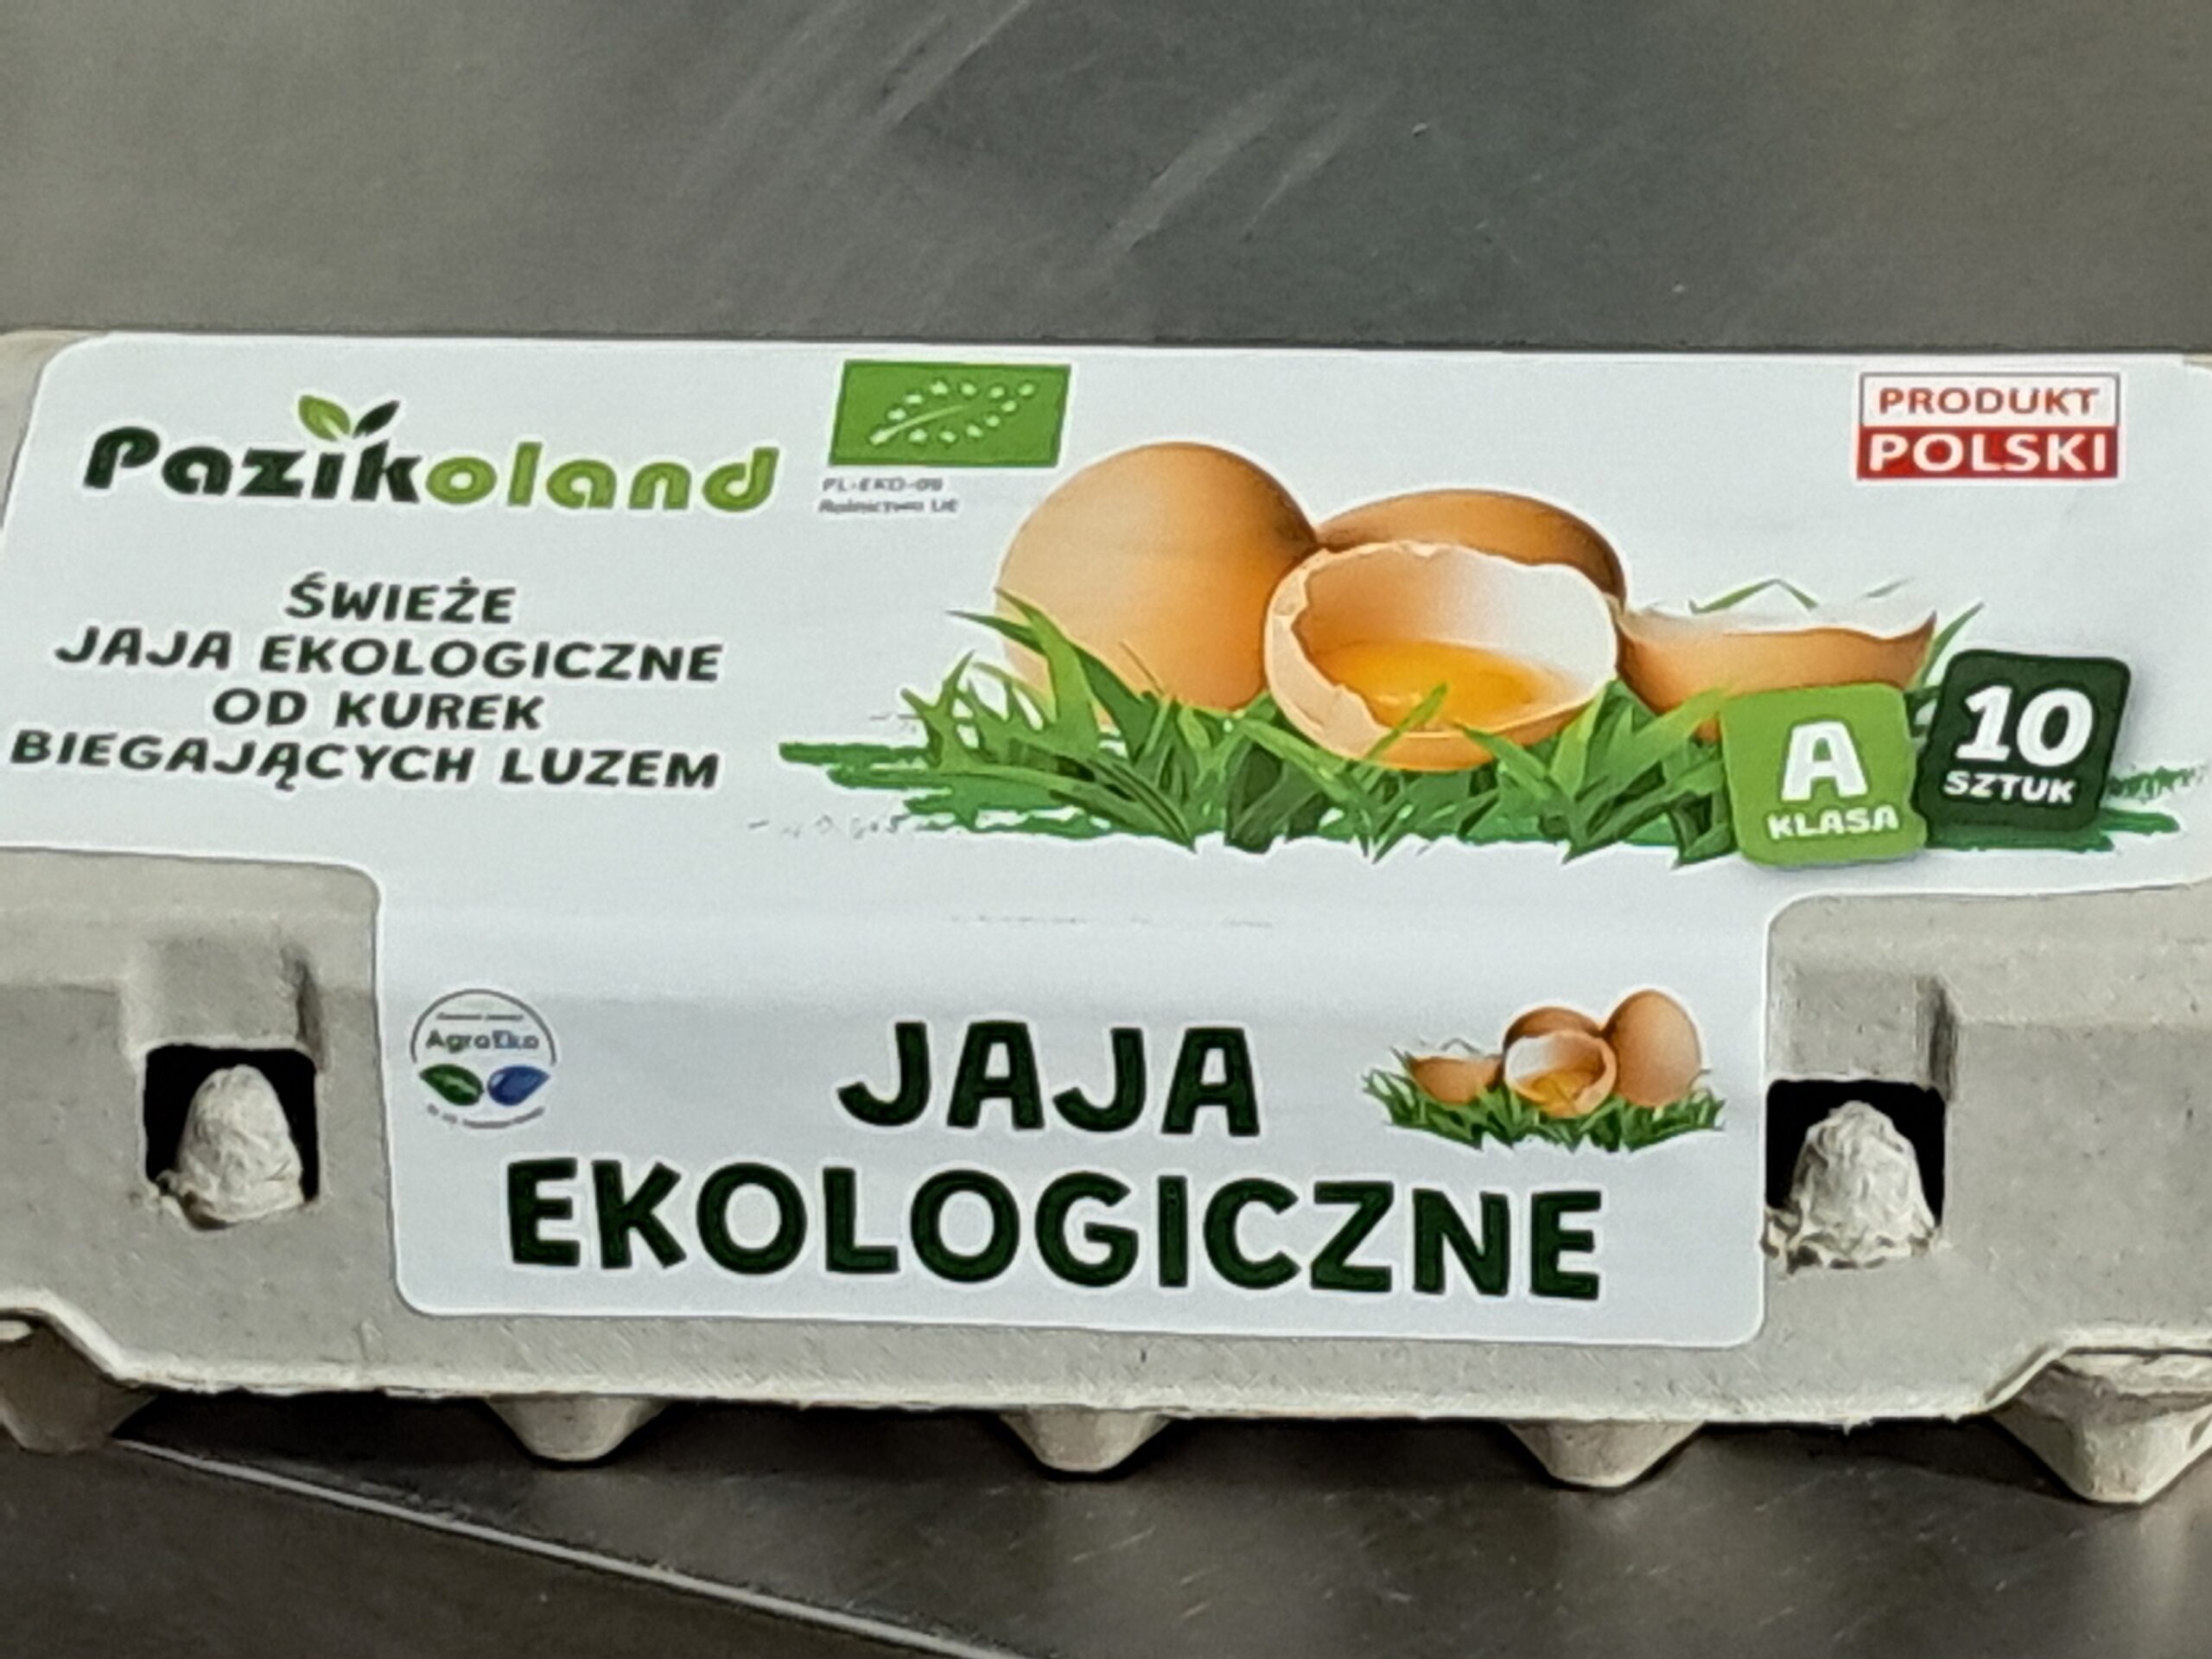 Pazikoland
PL-EKO-09
Rolnictwo UE
PRODUKT
POLSKI
ŚWIEŻE
JAJA EKOLOGICZNE
OD KUREK
BIEGAJĄCYCH LUZEM
A
KLASA
10
SZTUK
AgroEko
JAJA
EKOLOGICZNE